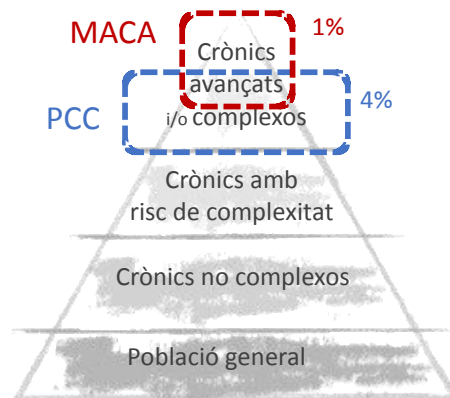 MACA
1%
Crònics
avançats
i/o complexos
PCC
4%
Crònics amb
risc de complexitat
Crònics no complexos
Població general